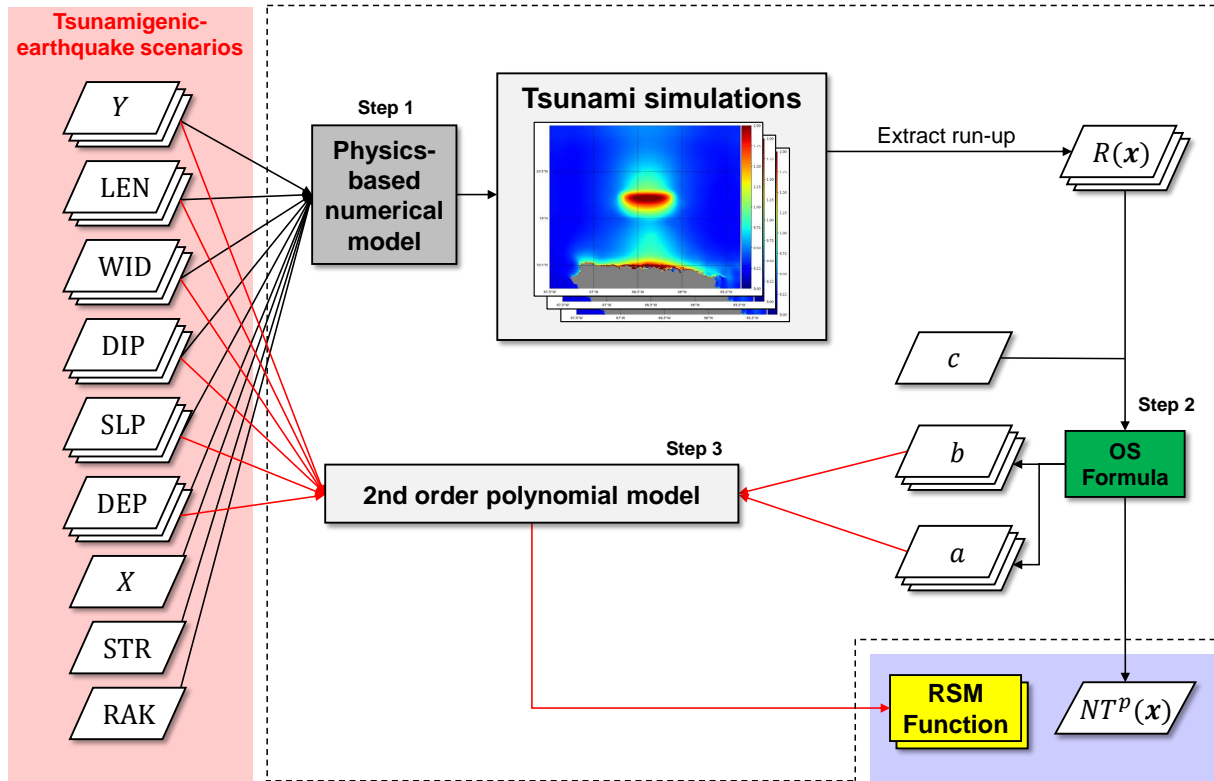 Tsunamigenic-
earthquake scenarios
Y
LEN
WID
DIP
SLP
DEP
X
STR
RAK
Step 1
Physics-
based
numerical
model
Tsunami simulations
Extract run-up
R(x)
c
Step 2
OS
Formula
b
a
Step 3
2nd order polynomial model
RSM
Function
NT^p(x)